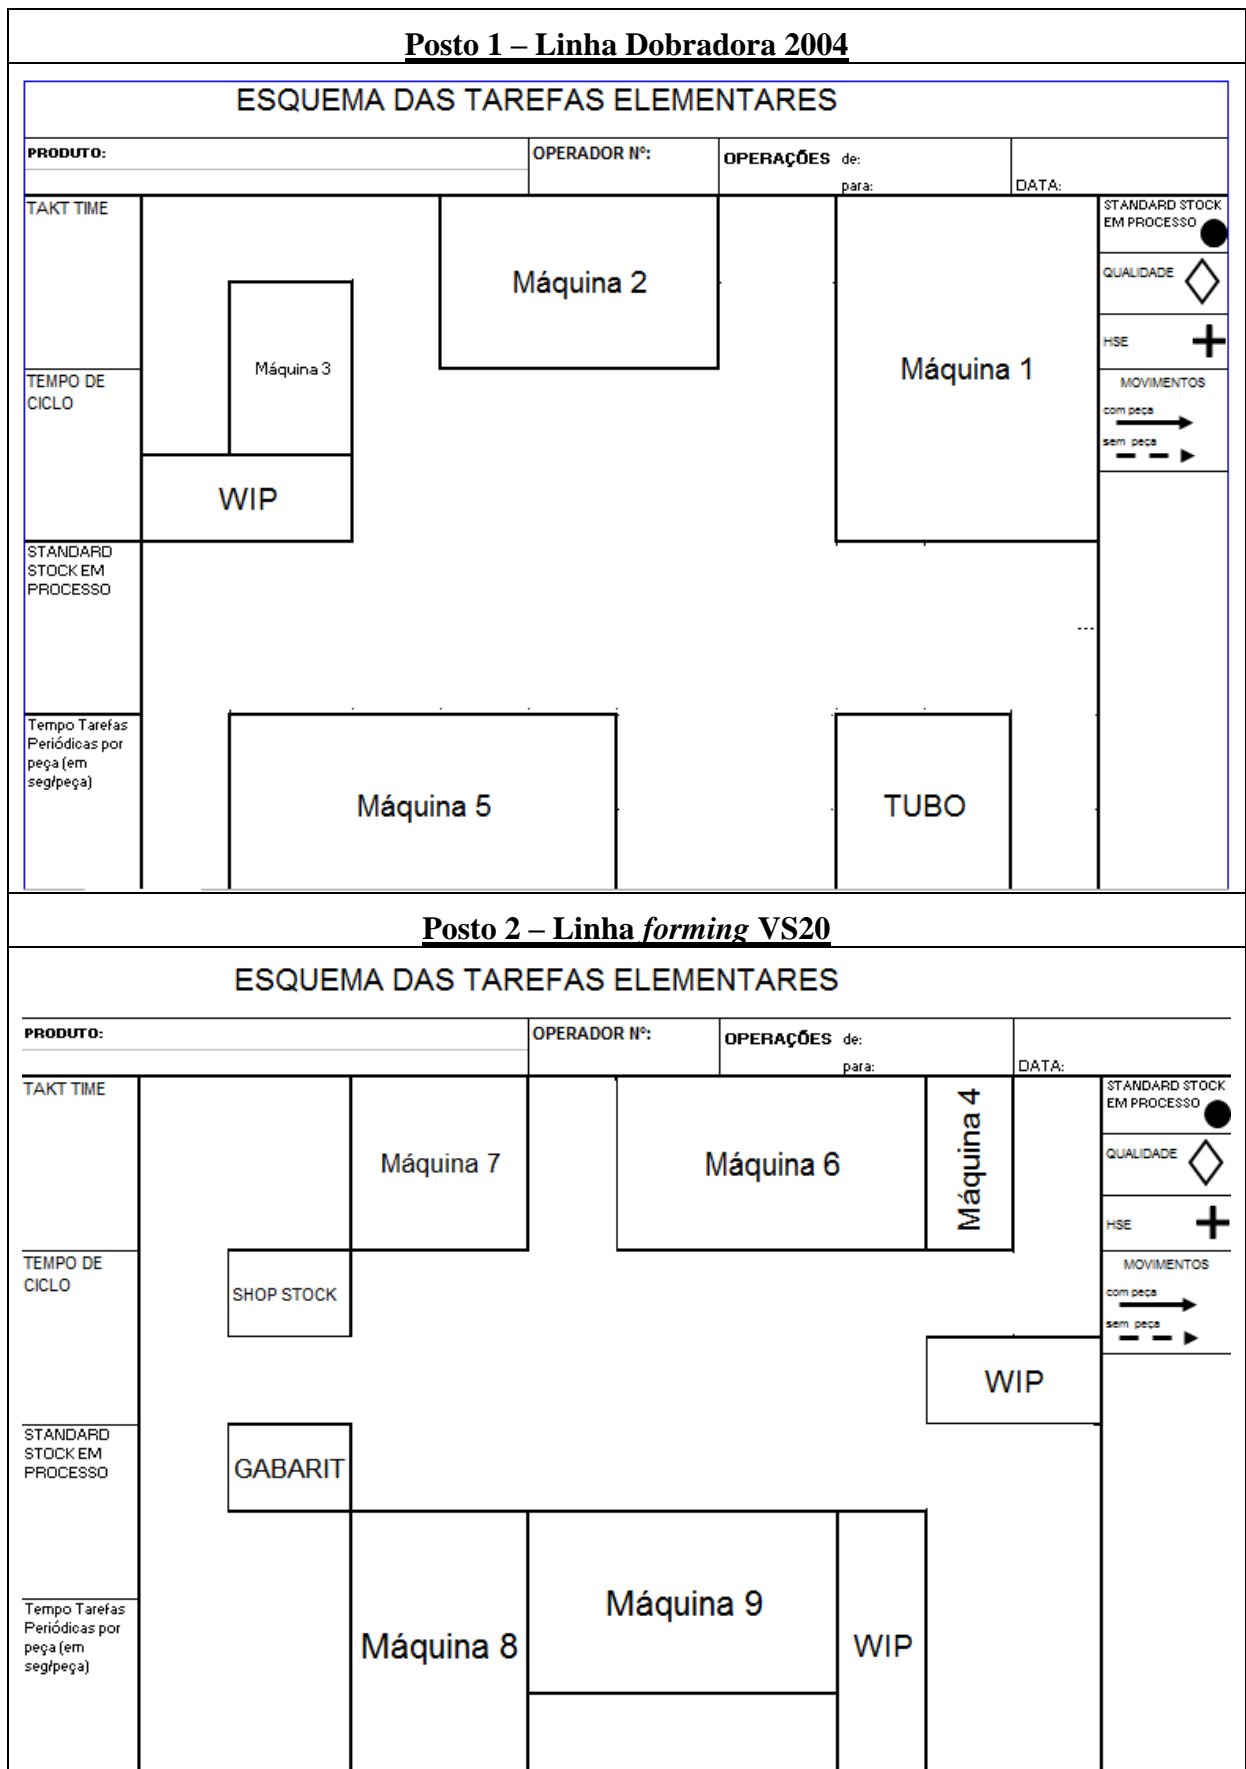 Posto 1 – Linha Dobradora 2004
ESQUEMA DAS TAREFAS ELEMENTARES
PRODUTO:
OPERADOR Nº:
OPERAÇÕES de:
para:
DATA:
TAKT TIME
STANDARD STOCK
EM PROCESSO
Máquina 2
QUALIDADE
Máquina 3
Máquina 1
HSE
TEMPO DE
CICLO
MOVIMENTOS
com peça
sem peça
WIP
STANDARD
STOCK EM
PROCESSO
Tempo Tarefas
Periódicas por
peça (em
seg/peça)
Máquina 5
TUBO
Posto 2 – Linha forming VS20
ESQUEMA DAS TAREFAS ELEMENTARES
PRODUTO:
OPERADOR Nº:
OPERAÇÕES de:
para:
DATA:
TAKT TIME
STANDARD STOCK
EM PROCESSO
Máquina 7
Máquina 6
Máquina 4
QUALIDADE
HSE
TEMPO DE
CICLO
SHOP STOCK
MOVIMENTOS
com peça
sem peça
WIP
STANDARD
STOCK EM
PROCESSO
GABARIT
Tempo Tarefas
Periódicas por
peça (em
seg/peça)
Máquina 9
Máquina 8
WIP